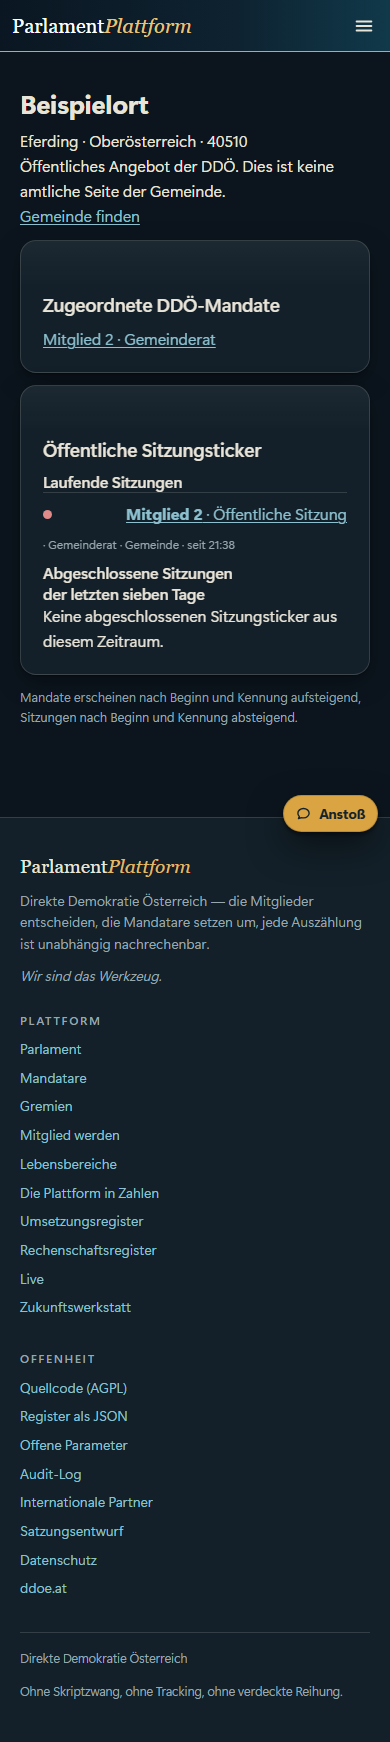 ParlamentPlattform
Beispielort
Eferding · Oberösterreich · 40510
Öffentliches Angebot der DDÖ. Dies ist keine
amtliche Seite der Gemeinde.
Gemeinde finden
Zugeordnete DDÖ-Mandate
Mitglied 2 · Gemeinderat
Öffentliche Sitzungsticker
Laufende Sitzungen
Mitglied 2 · Öffentliche Sitzung
· Gemeinderat · Gemeinde · seit 21:38
Abgeschlossene Sitzungen
der letzten sieben Tage
Keine abgeschlossenen Sitzungsticker aus
diesem Zeitraum.
Mandate erscheinen nach Beginn und Kennung aufsteigend,
Sitzungen nach Beginn und Kennung absteigend.
Anstoß
ParlamentPlattform
Direkte Demokratie Österreich — die Mitglieder
entscheiden, die Mandatare setzen um, jede Auszählung
ist unabhängig nachrechenbar.
Wir sind das Werkzeug.
PLATTFORM
Parlament
Mandatare
Gremien
Mitglied werden
Lebensbereiche
Die Plattform in Zahlen
Umsetzungsregister
Rechenschaftsregister
Live
Zukunftswerkstatt
OFFENHEIT
Quellcode (AGPL)
Register als JSON
Offene Parameter
Audit-Log
Internationale Partner
Satzungsentwurf
Datenschutz
ddoe.at
Direkte Demokratie Österreich
Ohne Skriptzwang, ohne Tracking, ohne verdeckte Reihung.